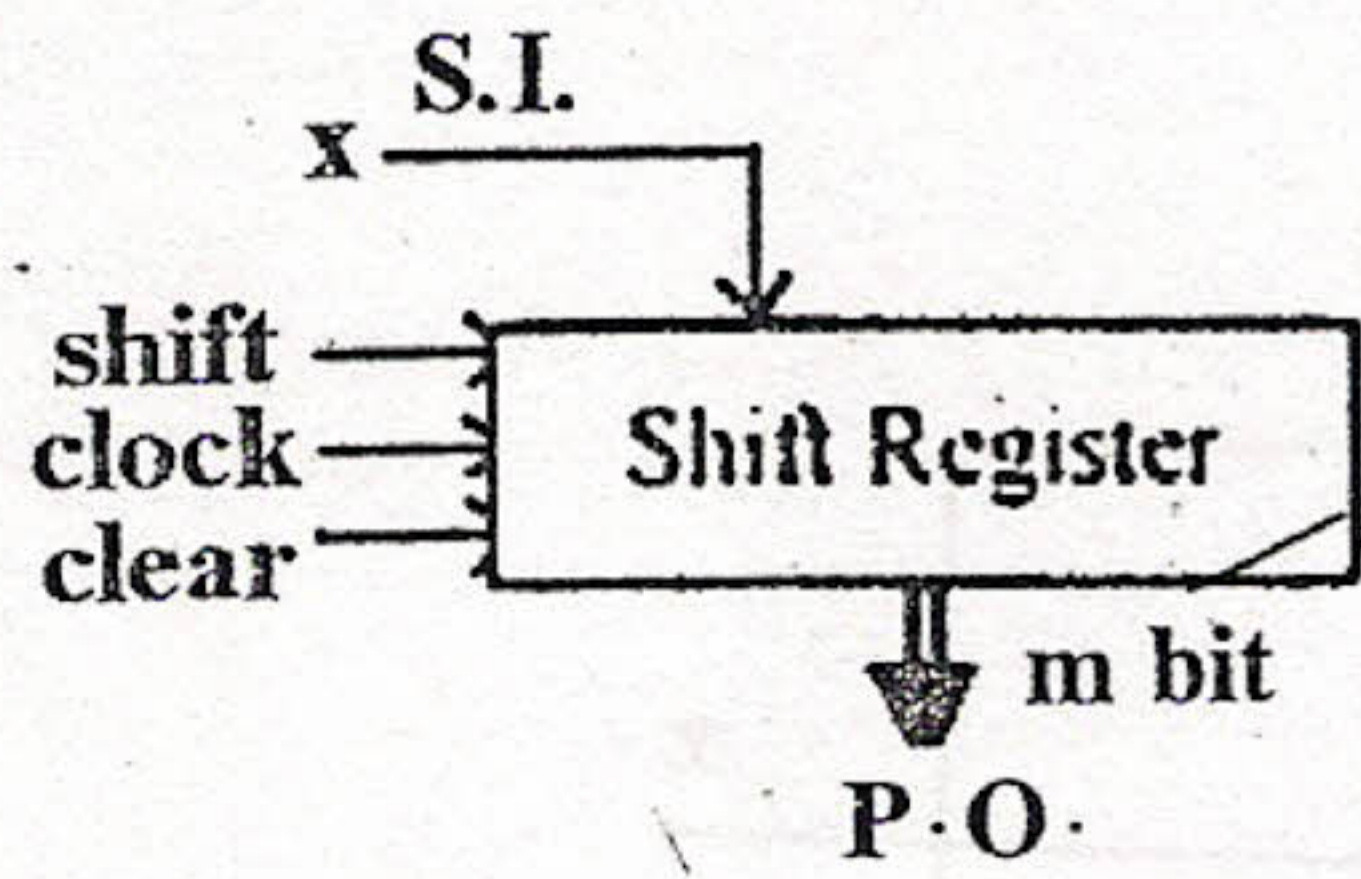 S.I.
x
shift
clock
clear
Shift Register
m bit
P.O.